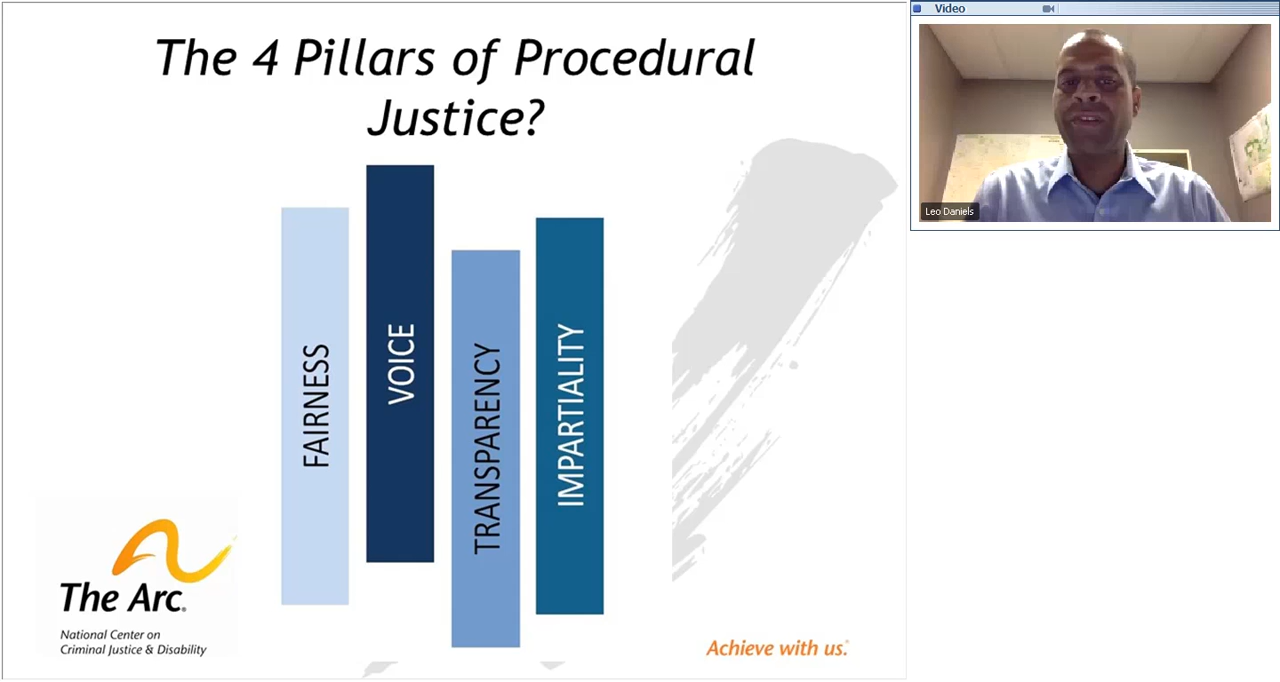 The 4 Pillars of Procedural
Justice?
FAIRNESS
VOICE
TRANSPARENCY
IMPARTIALITY
The Arc®
National Center on
Criminal Justice & Disability
Achieve with us.
Video
Leo Daniels